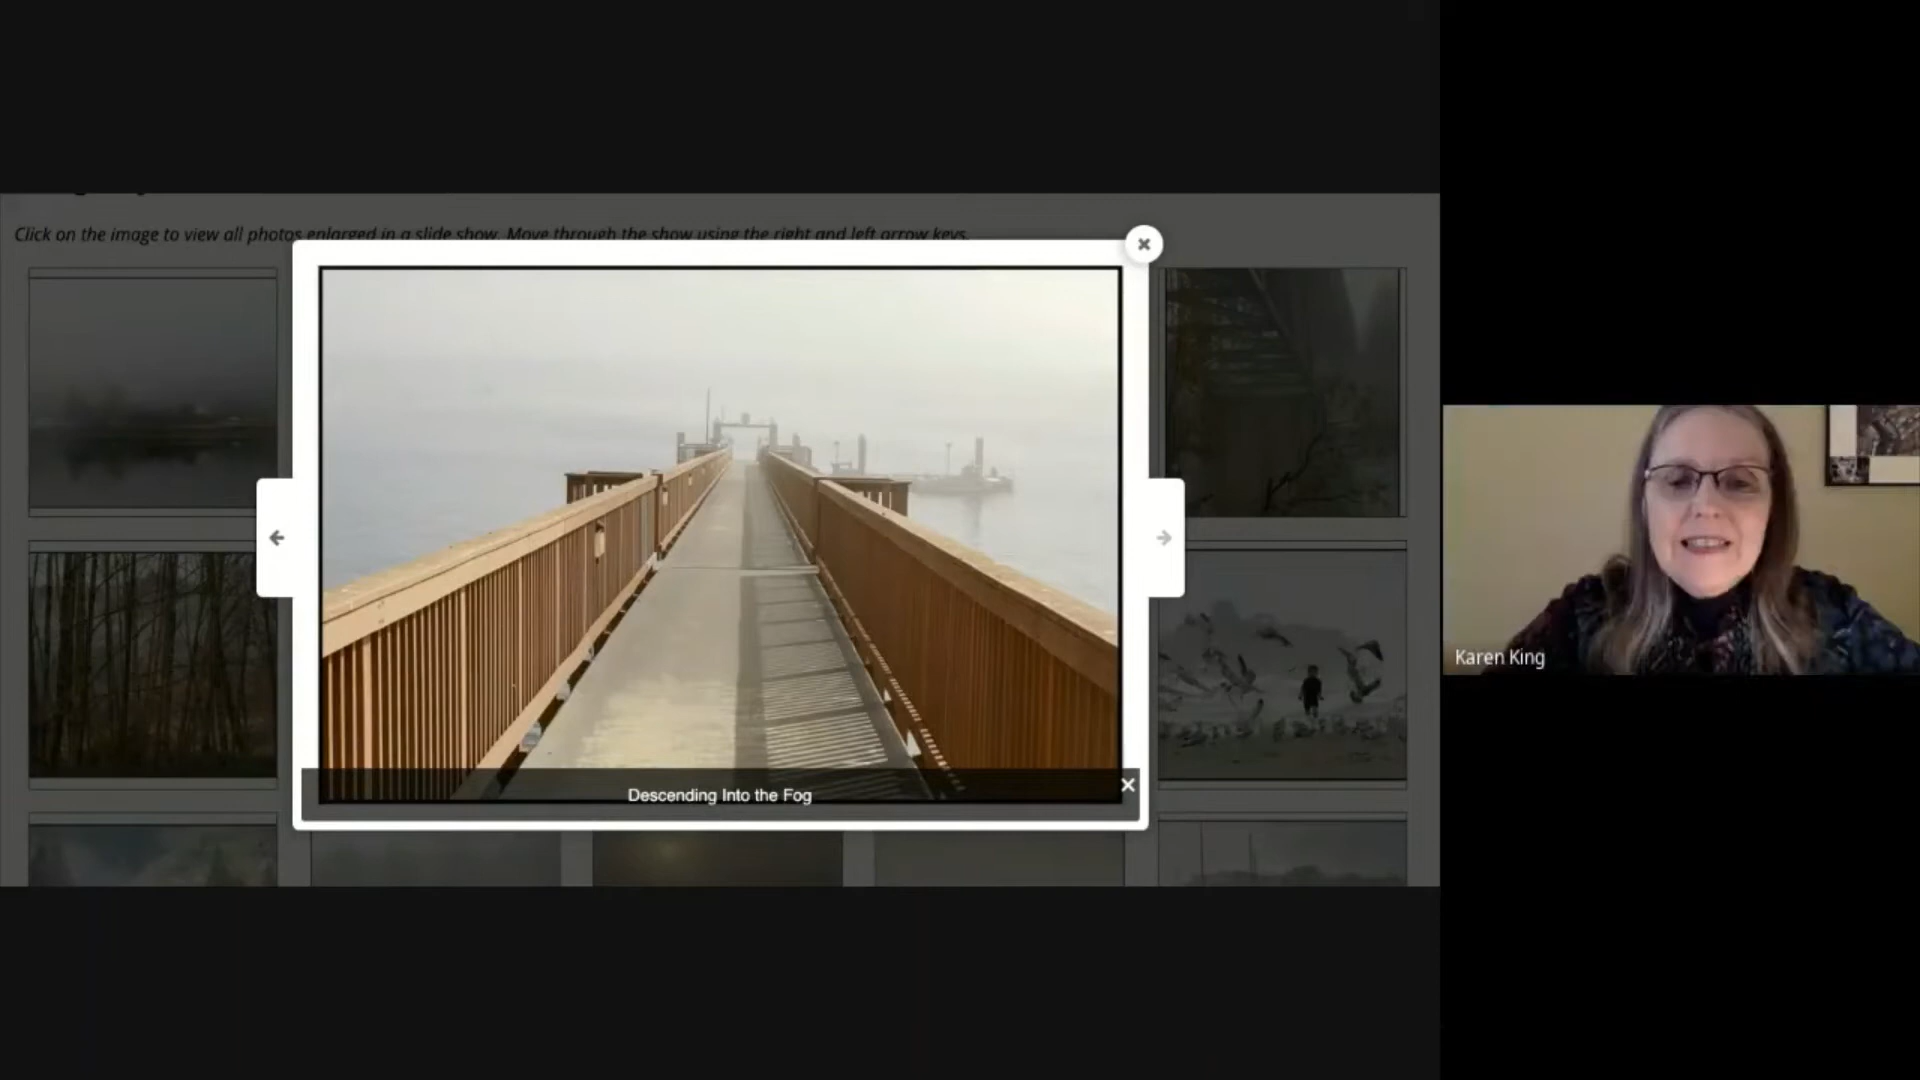 Click on the image to view all photos enlarged in a slide show. Move through the show using the right and left arrow keys.
Descending Into the Fog
Karen King